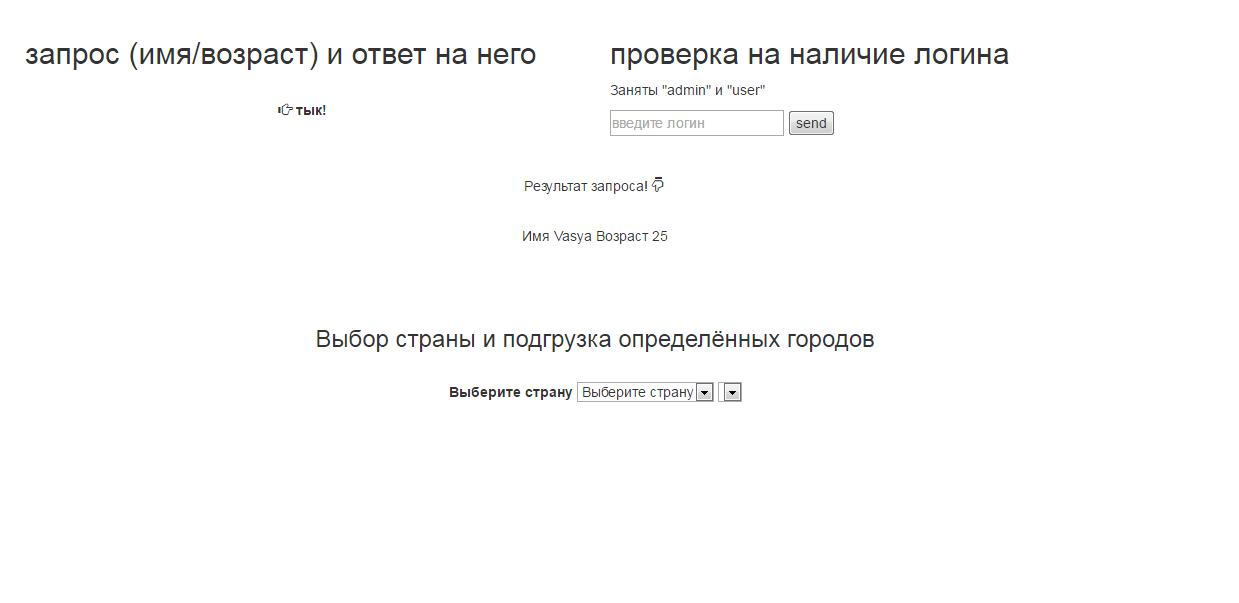 запрос (имя/возраст) и ответ на него
тык!
проверка на наличие логина
Заняты "admin" и "user"
введите логин send
Результат запроса!
Имя Vasya Возраст 25
Выбор страны и подгрузка определённых городов
Выберите страну Выберите страну